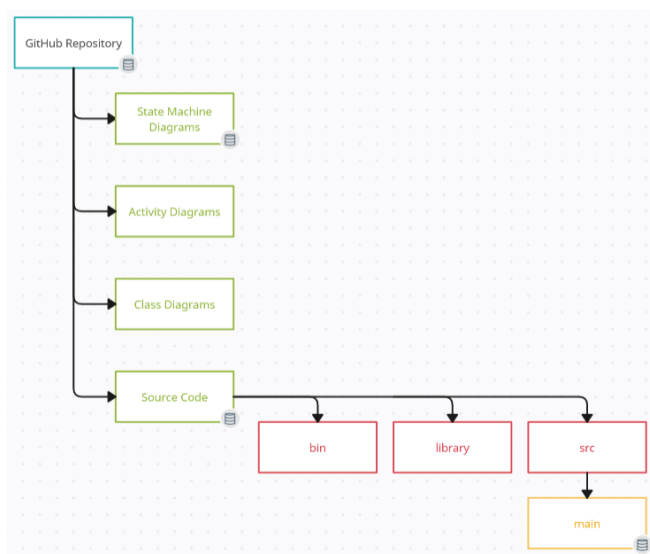 GitHub Repository
State Machine
Diagrams
Activity Diagrams
Class Diagrams
Source Code
bin
library
src
main